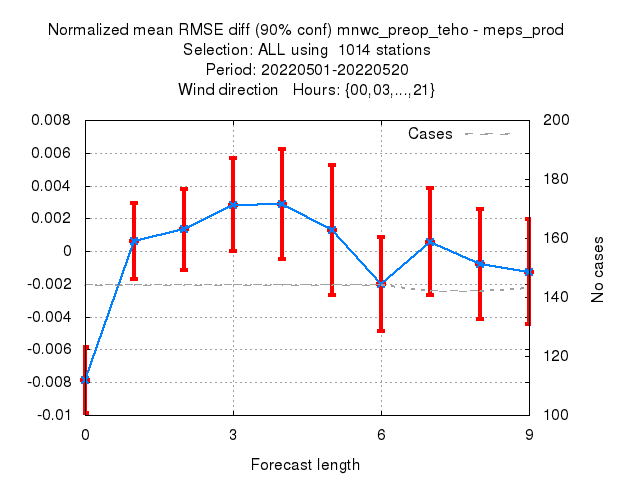 Normalized mean RMSE diff (90% conf) mnwc_preop_teho - meps_prod
Selection: ALL using  1014 stations
Period: 20220501-20220520
Wind direction   Hours: {00,03,...,21}
Cases
0.008
0.006
0.004
0.002
0
-0.002
-0.004
-0.006
-0.008
-0.01
200
180
160
140
120
100
No cases
0 3 6 9
Forecast length